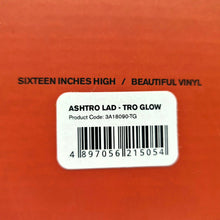 SIXTEEN INCHES HIGH / BEAUTIFUL VINYL
ASHTRO LAD - TRO GLOW
Product Code: 3A18090-TG
4 897056 215054